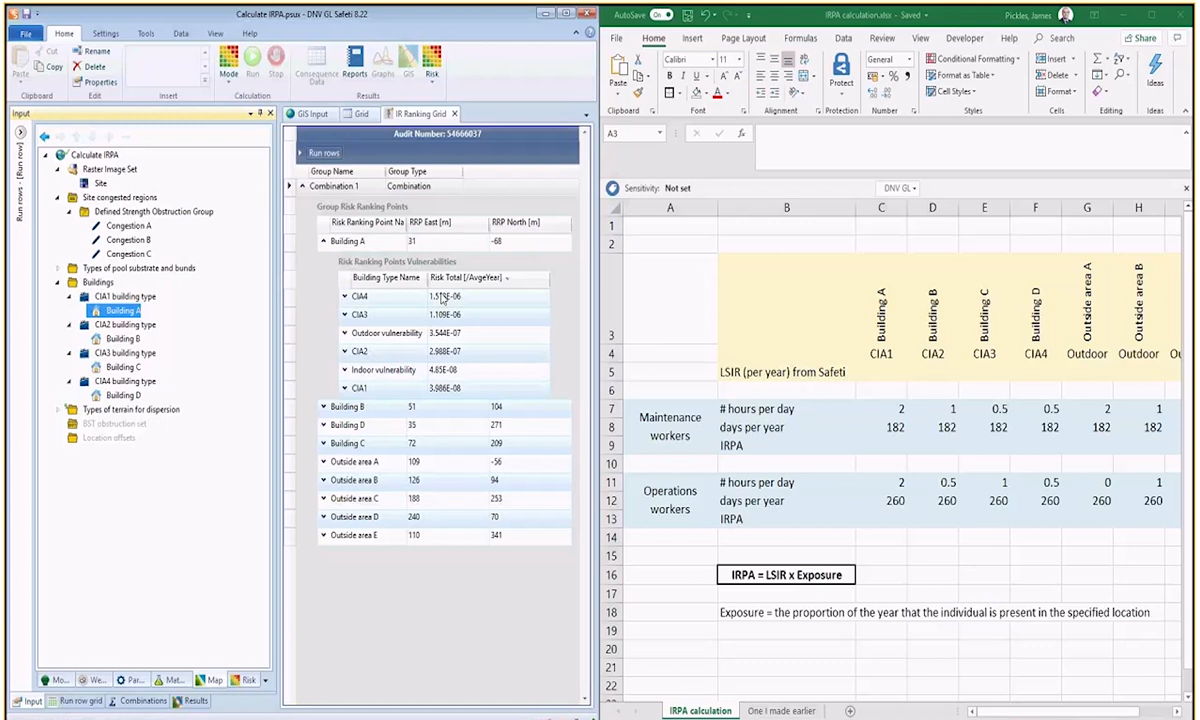 Calculate IRPA.psux - DNV GL Safeti 8.22
File Home Settings Tools Data View Help
Paste Cut Copy Rename Delete Properties Mode Run Stop Consequence Data Reports Graphs GIS Risk
Clipboard Edit Insert Calculation Results
Input
Run rows - [Run row]
Calculate IRPA
Raster Image Set
Site
Site congested regions
Defined Strength Obstruction Group
Congestion A
Congestion B
Congestion C
Types of pool substrate and bunds
Buildings
CIA1 building type
Building A
CIA2 building type
Building B
CIA3 building type
Building C
CIA4 building type
Building D
Types of terrain for dispersion
BST obstruction set
Location offsets
Mo... We... Par... Mat... Map Risk
Input Run row grid Combinations Results
GIS Input Grid IR Ranking Grid
Audit Number: 54666037
Run rows
Group Name Group Type
Combination 1 Combination
Group Risk Ranking Points
Risk Ranking Point Na RRP East [m] RRP North [m]
Building A 31 -68
Risk Ranking Points Vulnerabilities
Building Type Name Risk Total [/AvgeYear]
CIA4
CIA3 1.109E-06
Outdoor vulnerability 3.544E-07
CIA2 2.988E-07
Indoor vulnerability 4.85E-08
CIA1 3.986E-08
Building B 51 104
Building D 35 271
Building C 72 209
Outside area A 109 -56
Outside area B 126 94
Outside area C 188 253
Outside area D 240 70
Outside area E 110 341
AutoSave On IRPA calculation.xlsx - Saved Pickles, James
File Home Insert Page Layout Formulas Data Review View Developer Help Search Share
Paste Calibri 11 A A B I U General Conditional Formatting Format as Table Cell Styles Protect Insert Delete Format Ideas
Clipboard Font Alignment Protection Number Styles Cells Editing Ideas
A3 fx
Sensitivity: Not set DNV GL
A B C D E F G H
1
2
3 Building A Building B Building C Building D Outside area A Outside area B
4 CIA1 CIA2 CIA3 CIA4 Outdoor Outdoor
5 LSIR (per year) from Safeti
6
7 Maintenance # hours per day 2 1 0.5 0.5 2 1
8 workers days per year 182 182 182 182 182 182
9 IRPA
10
11 Operations # hours per day 2 0.5 1 0.5 0 1
12 workers days per year 260 260 260 260 260 260
13 IRPA
14
15
16 IRPA = LSIR x Exposure
17
18 Exposure = the proportion of the year that the individual is present in the specified location
19
20
21
22
IRPA calculation One I made earlier